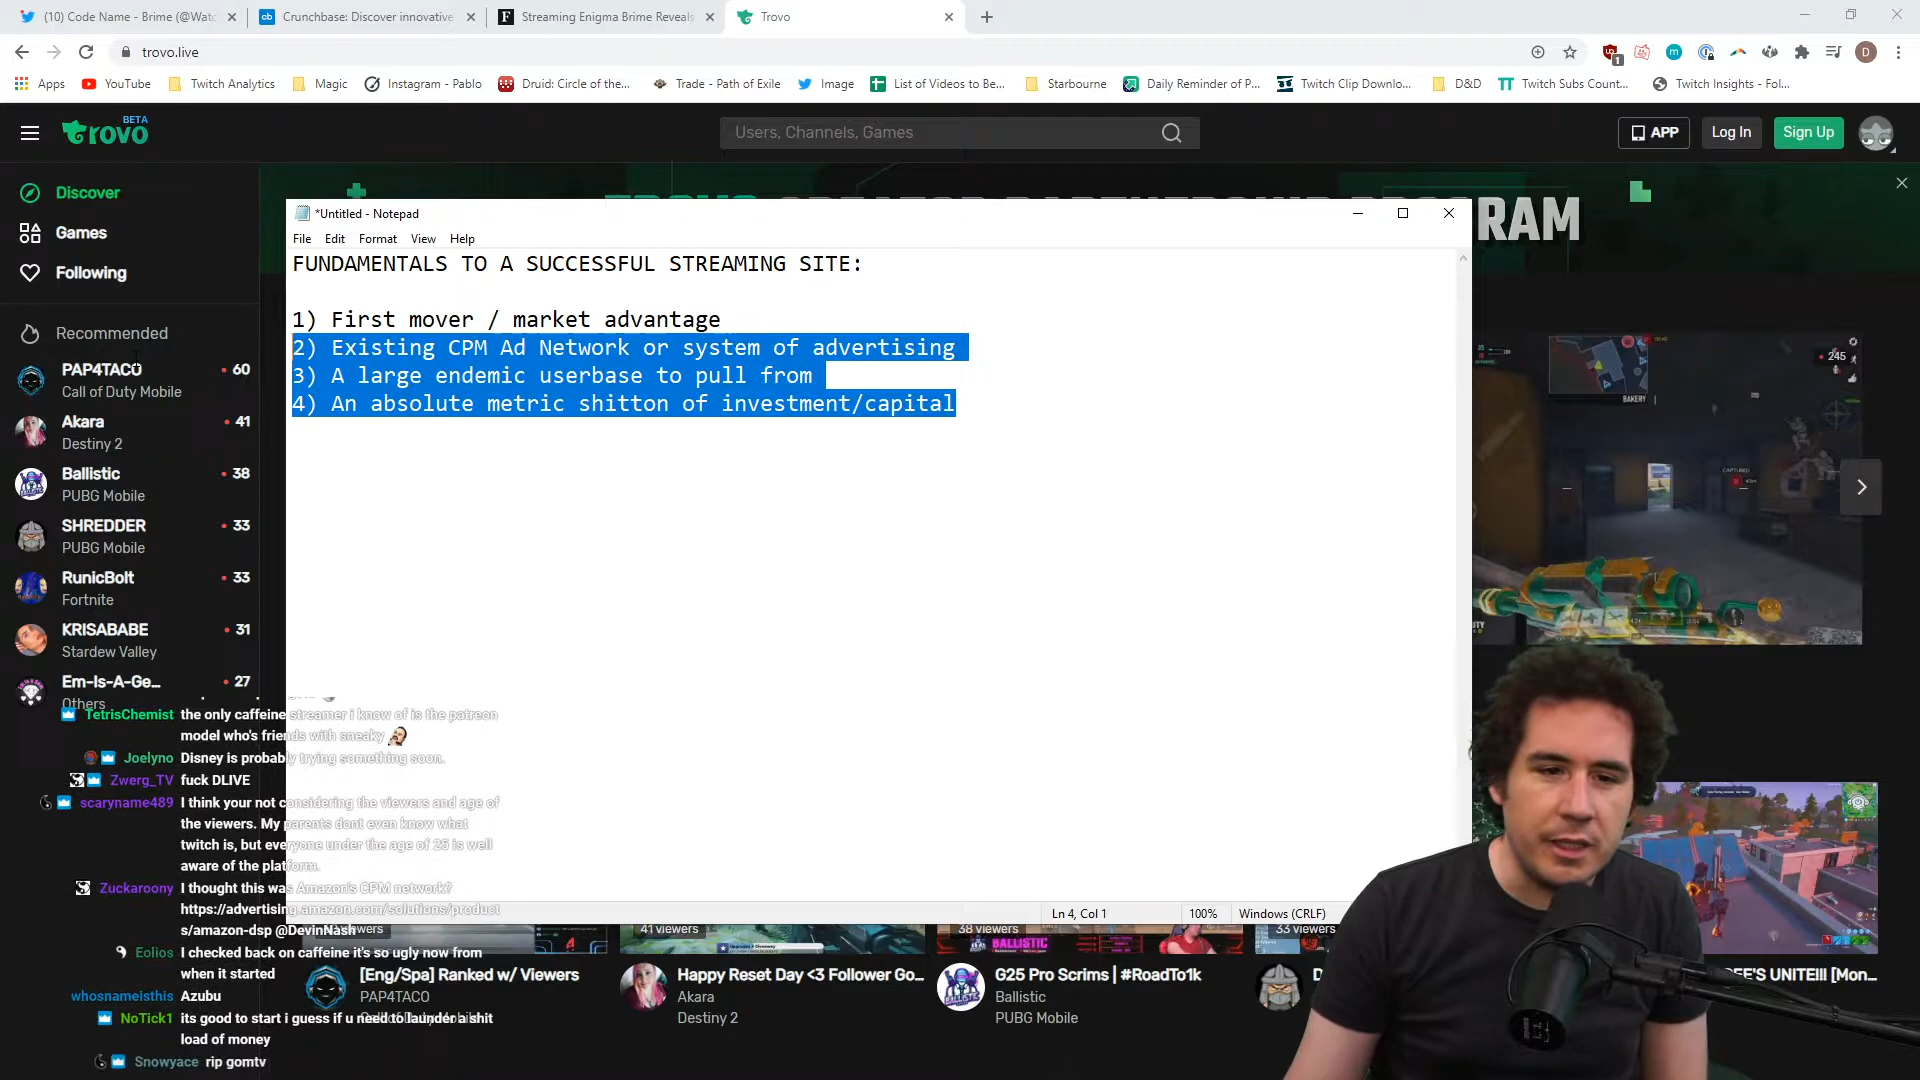 (10) Code Name - Brime (@Watc
Crunchbase: Discover innovative
Streaming Enigma Brime Reveals
Trovo
trovo.live
1
D
Apps
YouTube
Twitch Analytics
Magic
Instagram - Pablo
Druid: Circle of the...
Trade - Path of Exile
Image
List of Videos to Be...
Starbourne
Daily Reminder of P...
Twitch Clip Downlo...
D&D
Twitch Subs Count...
Twitch Insights - Fol...
BETA
Trovo
Users, Channels, Games
APP
Log In
Sign Up
Discover
Games
Following
Recommended
PAP4TACO
60
Call of Duty Mobile
Akara
41
Destiny 2
Ballistic
38
PUBG Mobile
SHREDDER
33
PUBG Mobile
RunicBolt
33
Fortnite
KRISABABE
31
Stardew Valley
Em-Is-A-Ge...
27
Others
*Untitled - Notepad
File Edit Format View Help
FUNDAMENTALS TO A SUCCESSFUL STREAMING SITE:
1) First mover / market advantage
2) Existing CPM Ad Network or system of advertising
3) A large endemic userbase to pull from
4) An absolute metric shitton of investment/capital
Ln 4, Col 1
100%
Windows (CRLF)
245
BAKERY
TetrisChemist the only caffeine streamer i know of is the patreon
model who's friends with sneaky
Joelyno Disney is probably trying something soon.
Zwerg_TV fuck DLIVE
scaryname489 I think your not considering the viewers and age of
the viewers. My parents dont even know what
twitch is, but everyone under the age of 25 is well
aware of the platform.
Zuckaroony I thought this was Amazon's CPM network?
https://advertising.amazon.com/solutions/product
s/amazon-dsp @DevinNash
Eolios I checked back on caffeine it's so ugly now from
when it started
whosnameisthis Azubu
NoTick1 its good to start i guess if u need to launder a shit
load of money
Snowyace rip gomtv
viewers
[Eng/Spa] Ranked w/ Viewers
PAP4TACO
41 viewers
Happy Reset Day <3 Follower Go...
Akara
Destiny 2
38 viewers
BALLISTIC
G25 Pro Scrims | #RoadTo1k
Ballistic
PUBG Mobile
33 viewers
EE'S UNITE!!! [Mon...